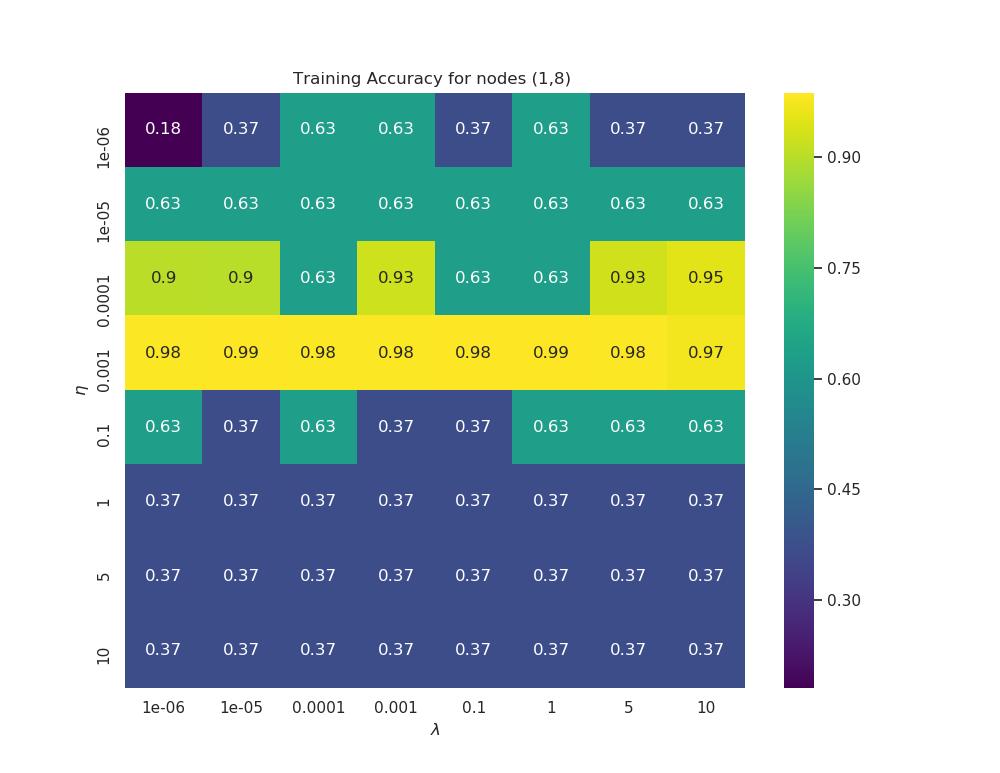 Training Accuracy for nodes (1,8)
1e-06 0.18 0.37 0.63 0.63 0.37 0.63 0.37 0.37
1e-05 0.63 0.63 0.63 0.63 0.63 0.63 0.63 0.63
0.0001 0.9 0.9 0.63 0.93 0.63 0.63 0.93 0.95
0.001 0.98 0.99 0.98 0.98 0.98 0.99 0.98 0.97
0.1 0.63 0.37 0.63 0.37 0.37 0.63 0.63 0.63
1 0.37 0.37 0.37 0.37 0.37 0.37 0.37 0.37
5 0.37 0.37 0.37 0.37 0.37 0.37 0.37 0.37
10 0.37 0.37 0.37 0.37 0.37 0.37 0.37 0.37
η
1e-06 1e-05 0.0001 0.001 0.1 1 5 10
λ
0.90
0.75
0.60
0.45
0.30